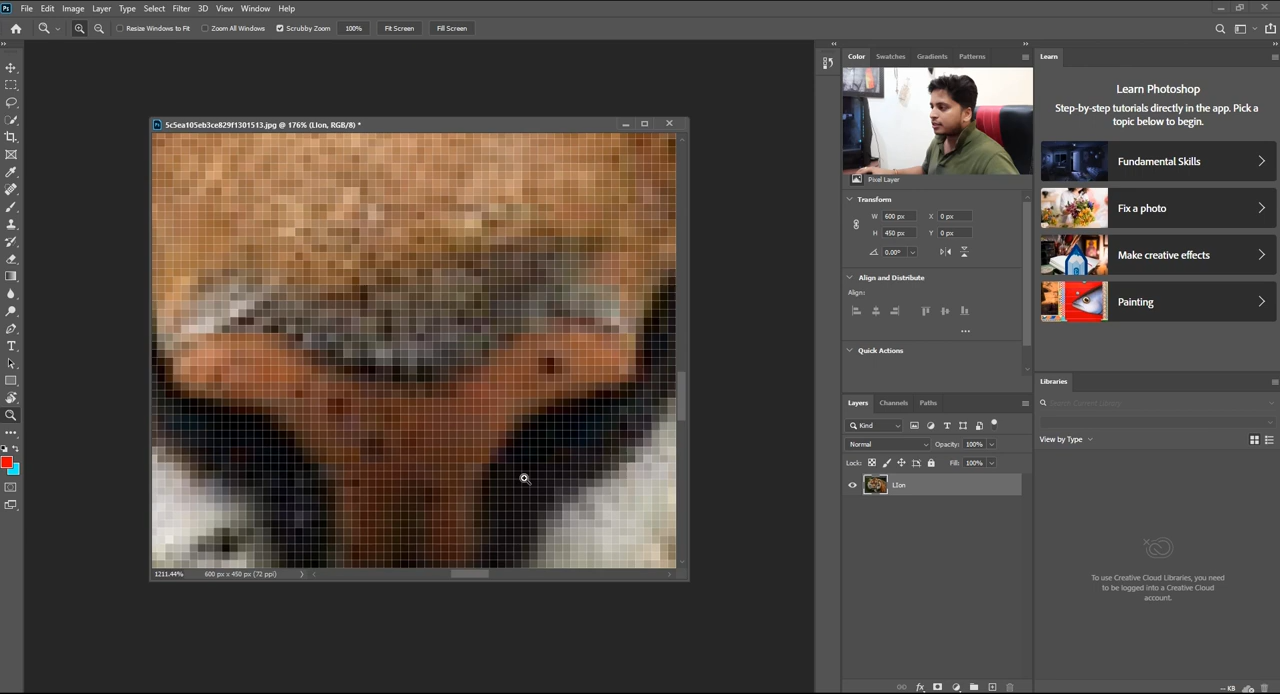 Ps File Edit Image Layer Type Select Filter 3D View Window Help
Resize Windows to Fit Zoom All Windows Scrubby Zoom 100% Fit Screen Fill Screen
Color Swatches Gradients Patterns
Learn
Learn Photoshop
Step-by-step tutorials directly in the app. Pick a
topic below to begin.
Fundamental Skills
Fix a photo
Make creative effects
Painting
5c5ea105eb3ce829f1301513.jpg @ 176% (LIon, RGB/8) *
Pixel Layer
Transform
W 600 px X 0 px
H 450 px Y 0 px
0.00°
Align and Distribute
Align:
Quick Actions
Layers Channels Paths
Kind
Normal Opacity: 100%
Lock: Fill: 100%
LIon
Libraries
View by Type
To use Creative Cloud Libraries, you need
to be logged into a Creative Cloud
account.
1211.44% 600 px x 450 px (72 ppi)
-- KB